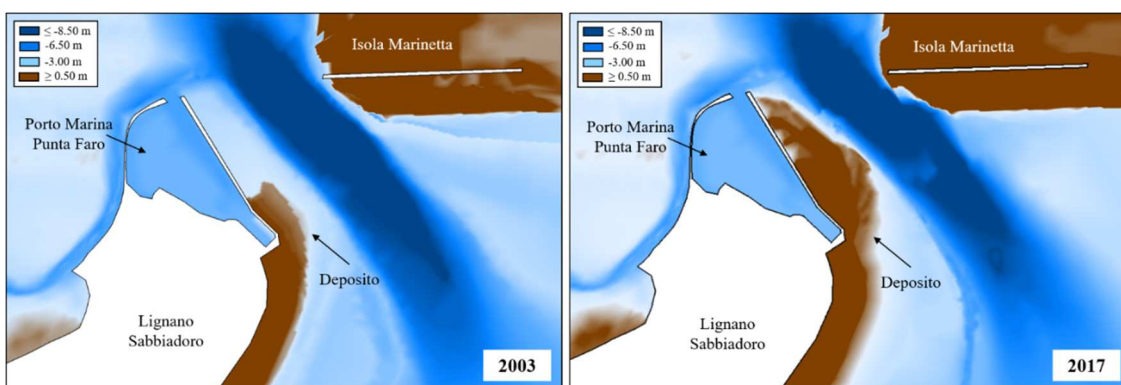 ≤ -8.50 m
-6.50 m
-3.00 m
≥ 0.50 m
Isola Marinetta
Porto Marina
Punta Faro
Deposito
Lignano
Sabbiadoro
2003
≤ -8.50 m
-6.50 m
-3.00 m
≥ 0.50 m
Isola Marinetta
Porto Marina
Punta Faro
Deposito
Lignano
Sabbiadoro
2017